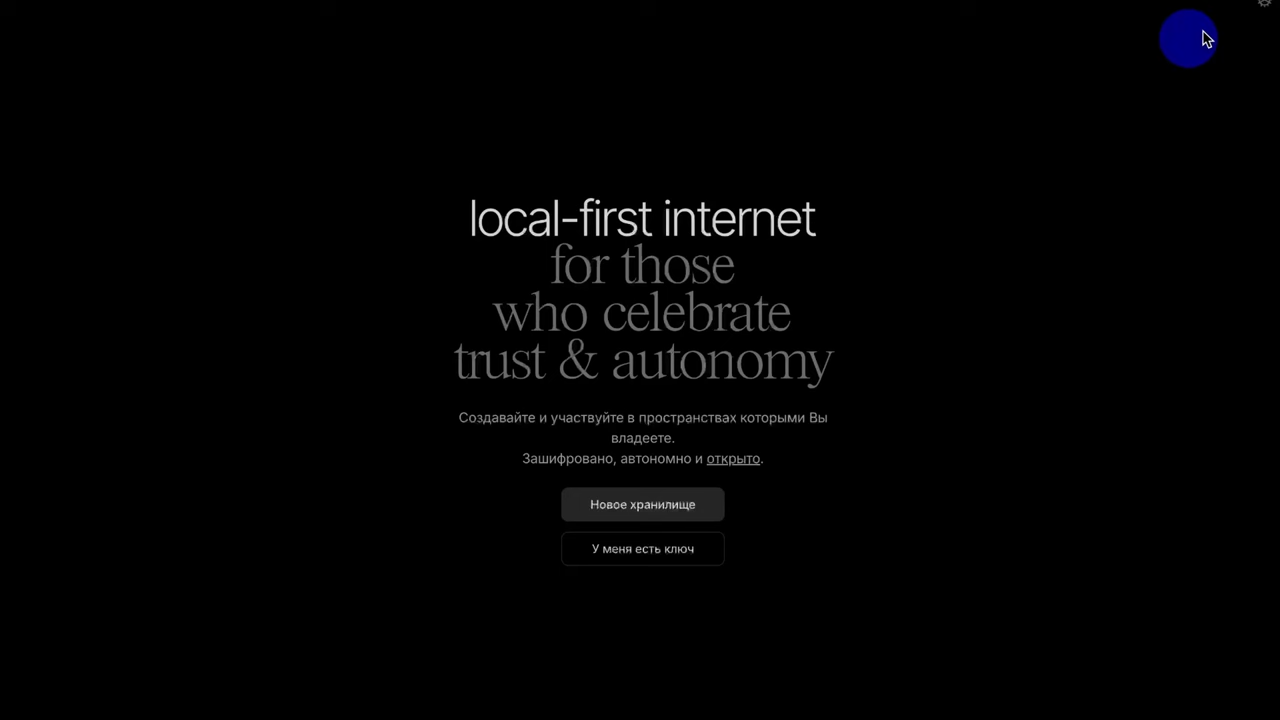 local-first internet
for those
who celebrate
trust & autonomy
Создавайте и участвуйте в пространствах которыми Вы
владеете.
Зашифровано, автономно и открыто.
Новое хранилище
У меня есть ключ